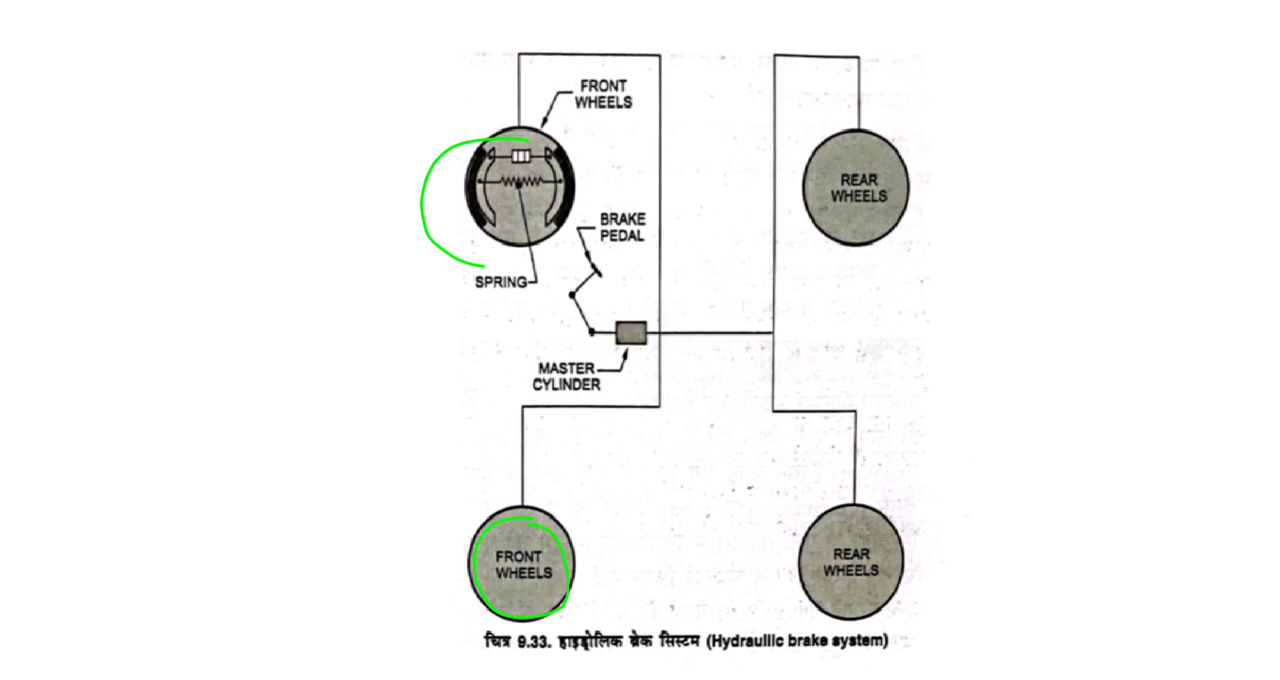 FRONT
WHEELS
REAR
WHEELS
BRAKE
PEDAL
SPRING
MASTER
CYLINDER
FRONT
WHEELS
REAR
WHEELS
चित्र 9.33. हाइड्रोलिक ब्रेक सिस्टम (Hydraulic brake system)